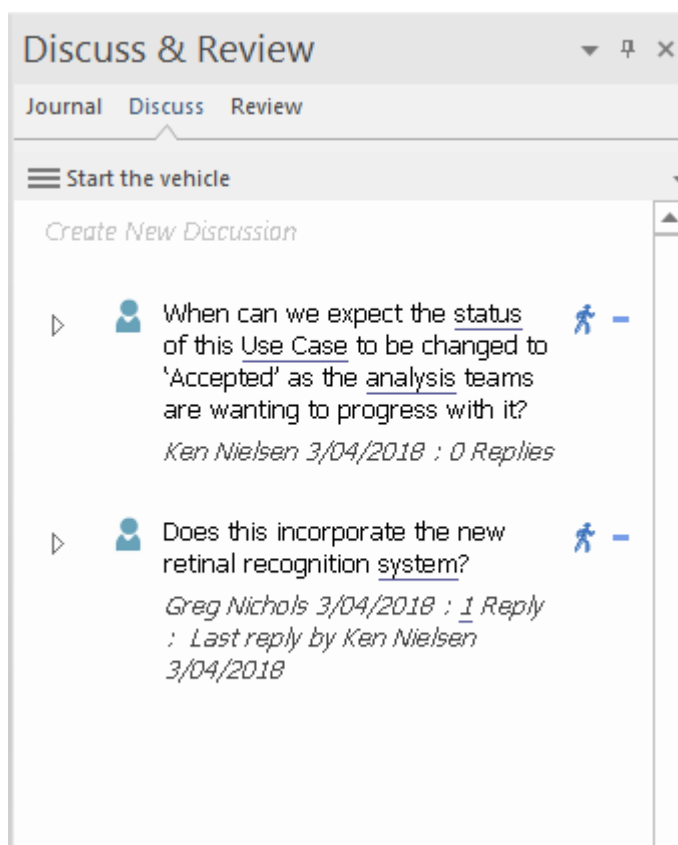 Discuss & Review
Journal Discuss Review
Start the vehicle
Create New Discussion
When can we expect the status
of this Use Case to be changed to
'Accepted' as the analysis teams
are wanting to progress with it?
Ken Nielsen 3/04/2018 : 0 Replies
Does this incorporate the new
retinal recognition system?
Greg Nichols 3/04/2018 : 1 Reply
: Last reply by Ken Nielsen
3/04/2018